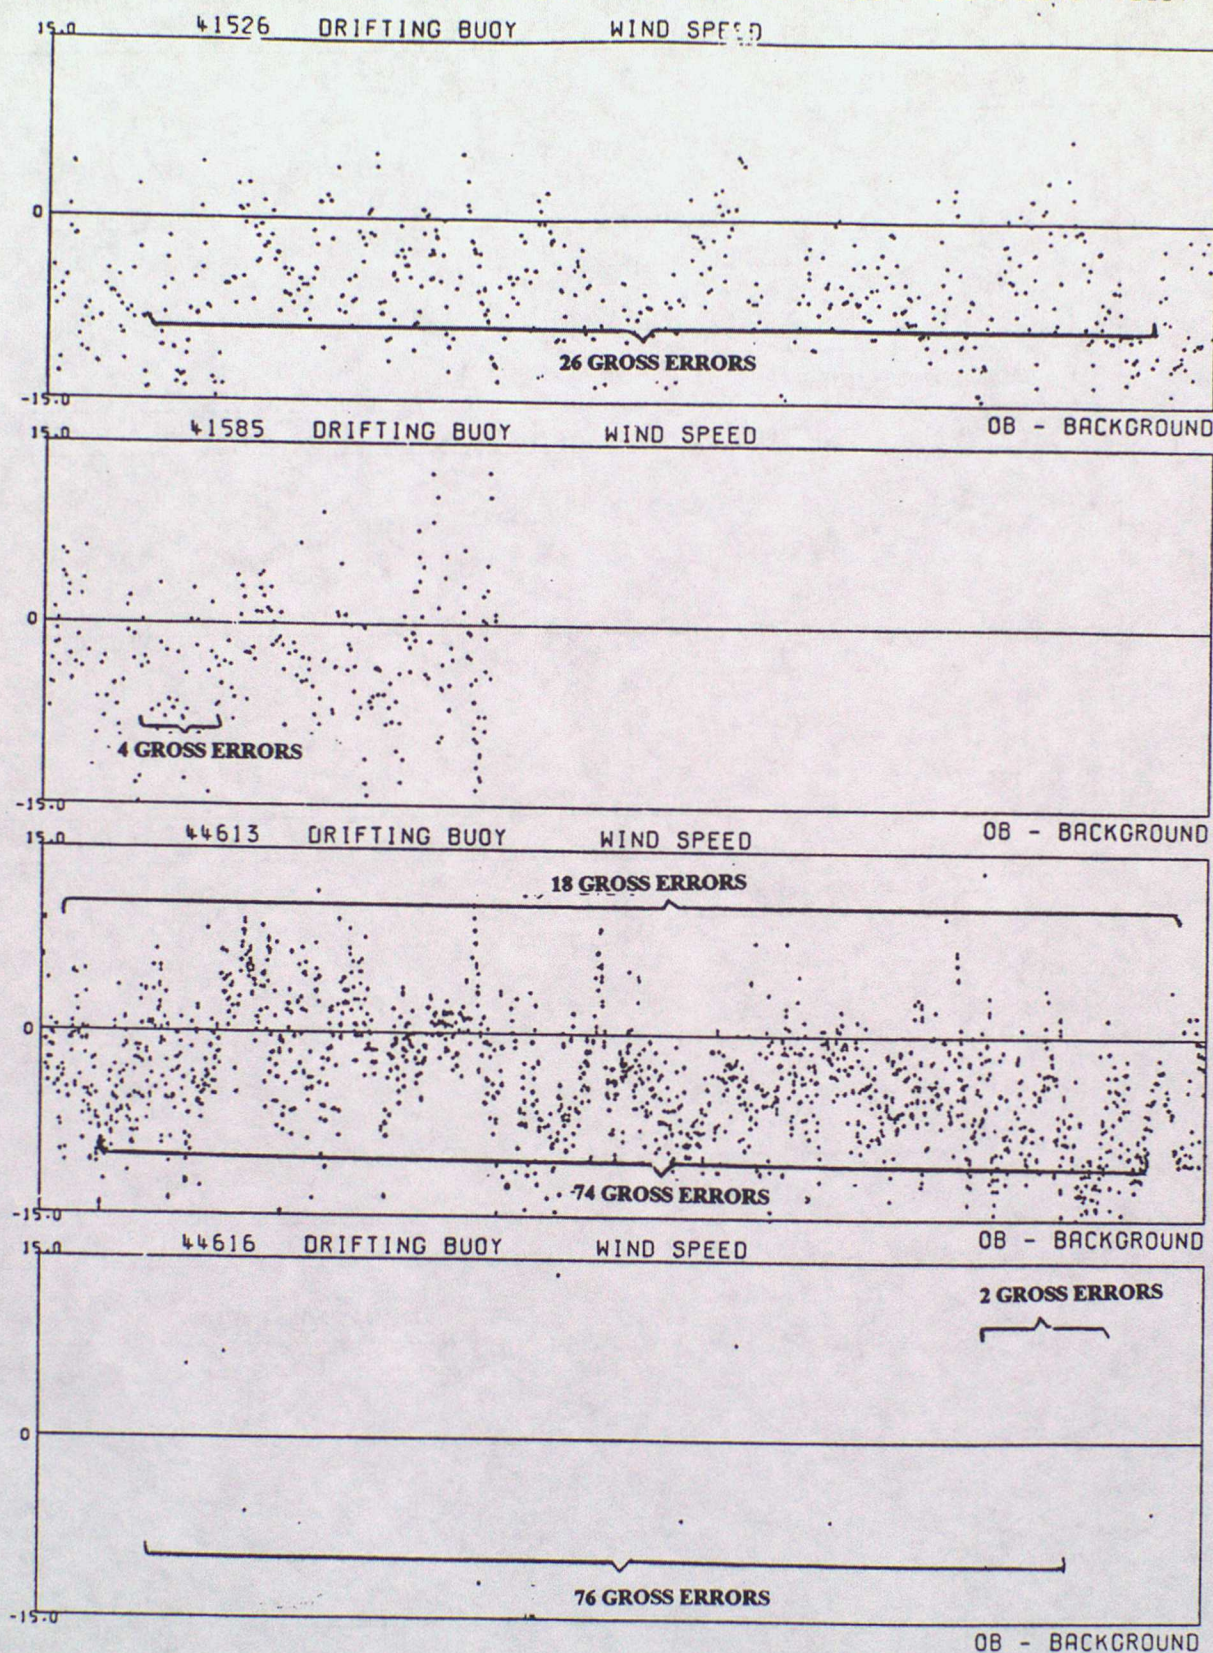 15.0 41526 DRIFTING BUOY WIND SPEED
0
26 GROSS ERRORS
-15.0
OB - BACKGROUND
15.0 41585 DRIFTING BUOY WIND SPEED
0
4 GROSS ERRORS
-15.0
OB - BACKGROUND
15.0 44613 DRIFTING BUOY WIND SPEED
18 GROSS ERRORS
0
74 GROSS ERRORS
-15.0
OB - BACKGROUND
15.0 44616 DRIFTING BUOY WIND SPEED
2 GROSS ERRORS
0
76 GROSS ERRORS
-15.0
OB - BACKGROUND